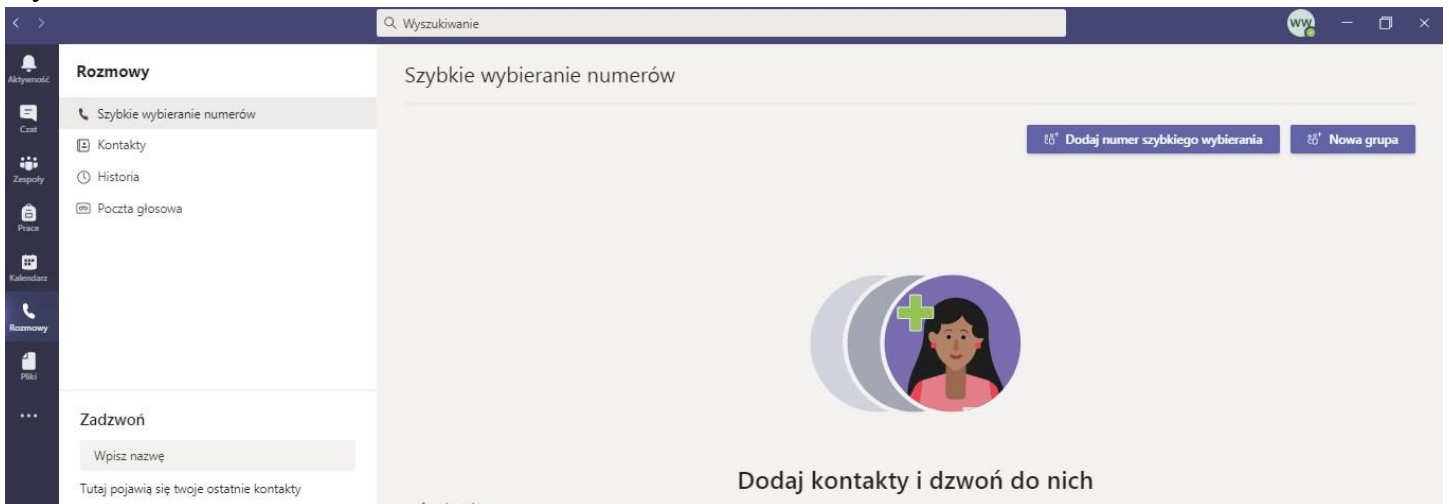 Wyszukiwanie
WW
Aktywność
Czat
Zespoły
Prace
Kalendarz
Rozmowy
Pliki
Rozmowy
Szybkie wybieranie numerów
Kontakty
Historia
Poczta głosowa
Zadzwoń
Wpisz nazwę
Tutaj pojawią się twoje ostatnie kontakty
Szybkie wybieranie numerów
Dodaj numer szybkiego wybierania
Nowa grupa
Dodaj kontakty i dzwoń do nich